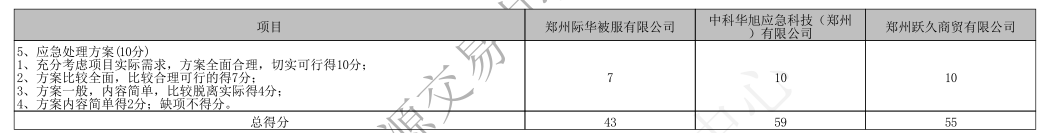 项目 郑州际华被服有限公司 中科华旭应急科技（郑州
）有限公司 郑州跃久商贸有限公司
5、应急处理方案(10分)
1、充分考虑项目实际需求，方案全面合理，切实可行得10分；
2、方案比较全面，比较合理可行的得7分；
3、方案一般，内容简单，比较脱离实际得4分；
4、方案内容简单得2分；缺项不得分。
7 10 10
总得分 43 59 55
源交易
中心